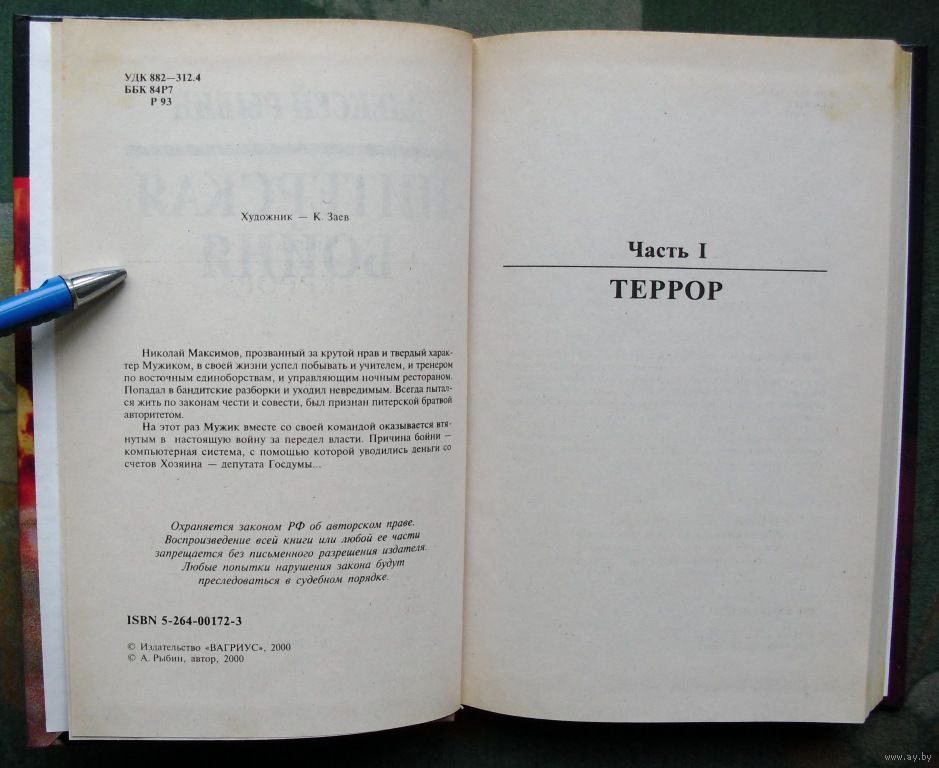 УДК 882—312.4
ББК 84Р7
Р 93
Художник — К. Заев
Николай Максимов, прозванный за крутой нрав и твердый харак-
тер Мужиком, в своей жизни успел побывать и учителем, и тренером
по восточным единоборствам, и управляющим ночным рестораном.
Попадал в бандитские разборки и уходил невредимым. Всегда пытал-
ся жить по законам чести и совести, был признан питерской братвой
авторитетом.
На этот раз Мужик вместе со своей командой оказывается втя-
нутым в настоящую войну за передел власти. Причина бойни —
компьютерная система, с помощью которой уводились деньги со
счетов Хозяина — депутата Госдумы...
Охраняется законом РФ об авторском праве.
Воспроизведение всей книги или любой ее части
запрещается без письменного разрешения издателя.
Любые попытки нарушения закона будут
преследоваться в судебном порядке.
ISBN 5-264-00172-3
© Издательство «ВАГРИУС», 2000
© А. Рыбин, автор, 2000
Часть I
ТЕРРОР
www.ay.by